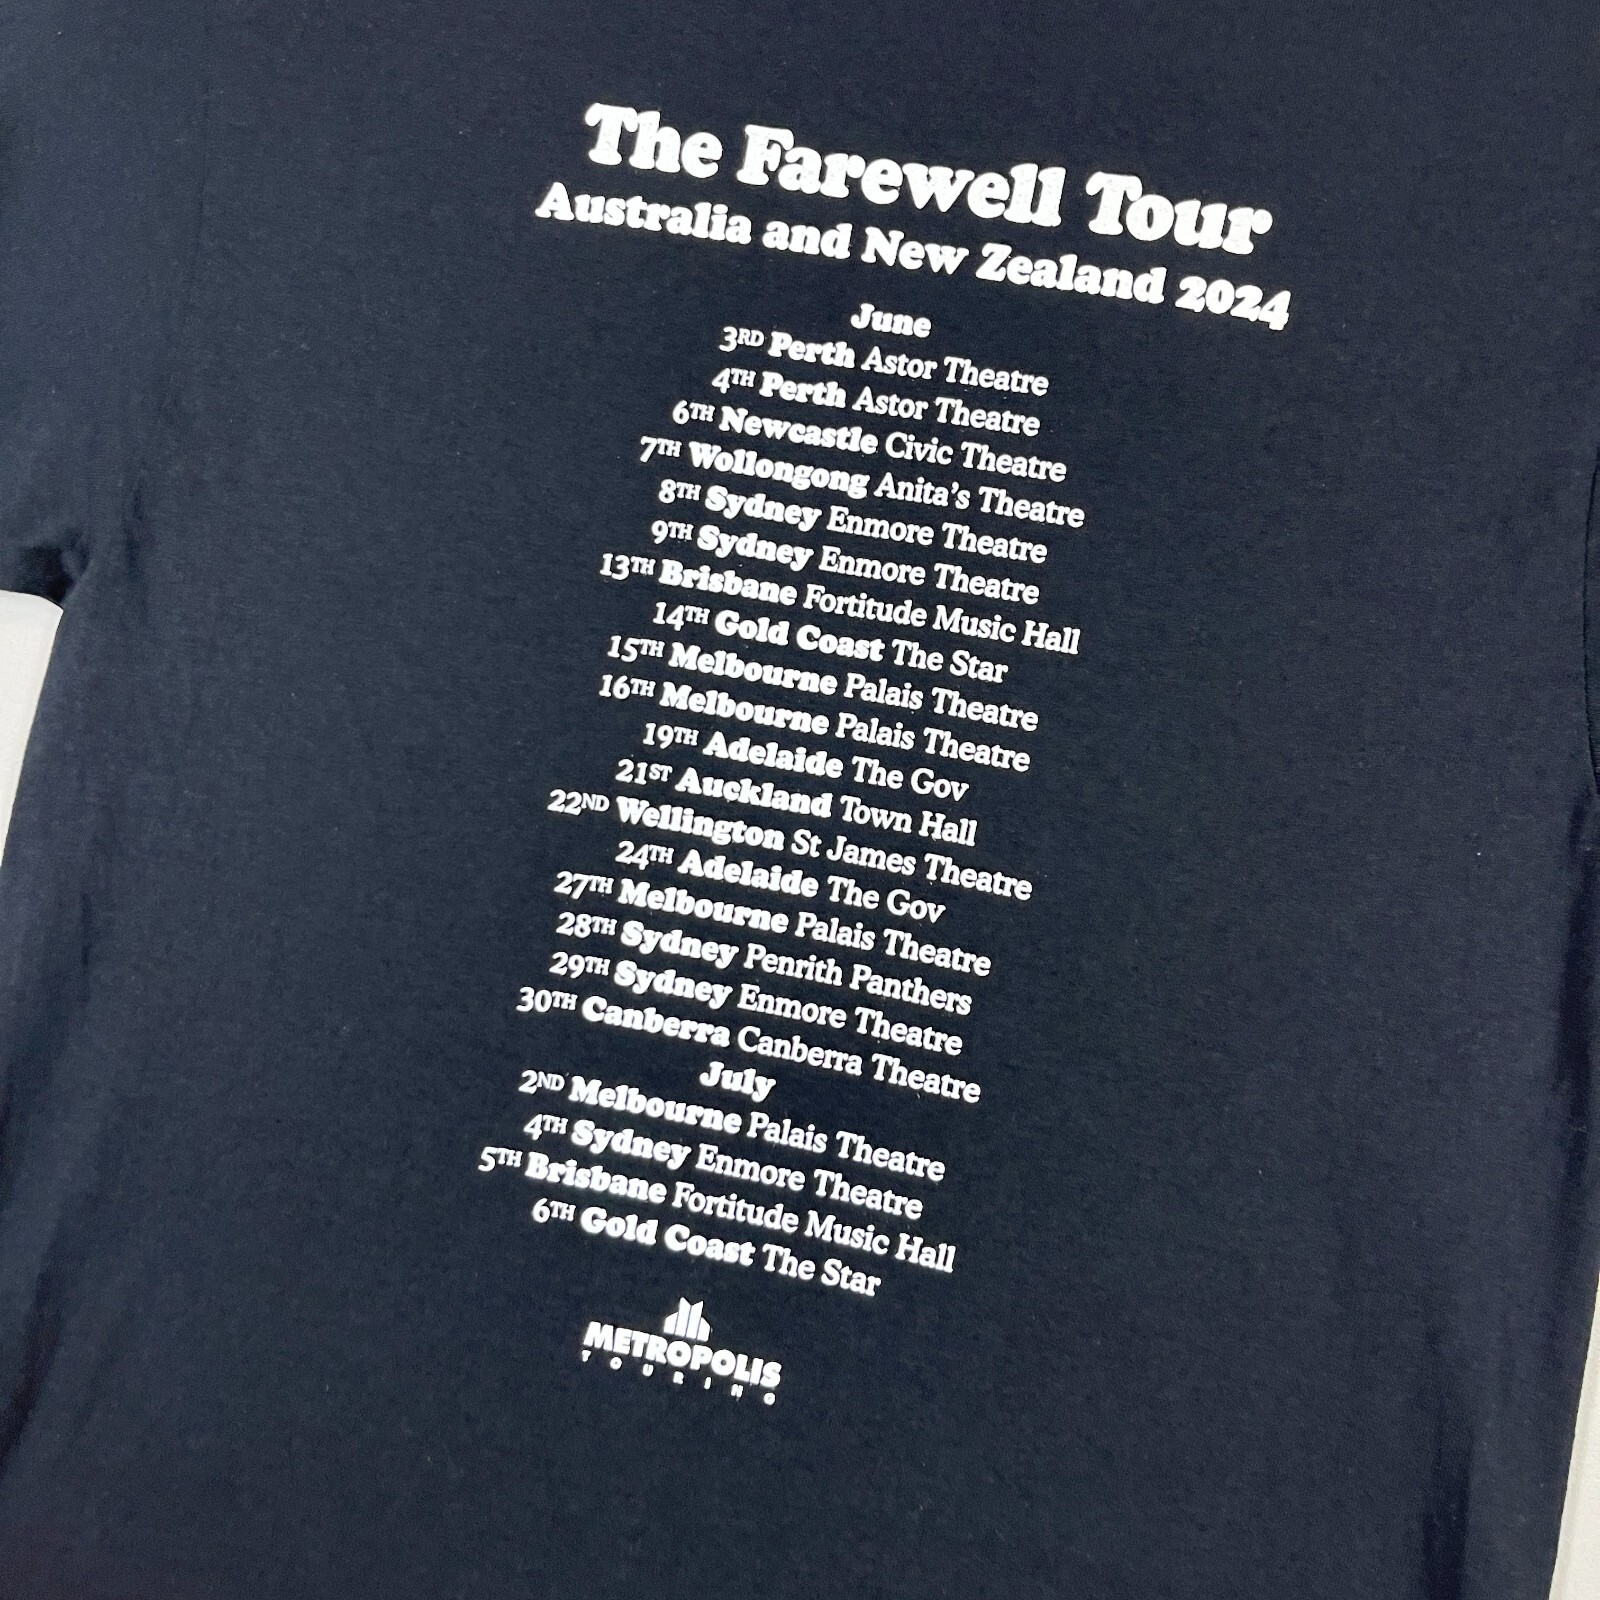 The Farewell Tour
Australia and New Zealand 2024
June
3RD Perth Astor Theatre
4TH Perth Astor Theatre
6TH Newcastle Civic Theatre
7TH Wollongong Anita's Theatre
8TH Sydney Enmore Theatre
9TH Sydney Enmore Theatre
13TH Brisbane Fortitude Music Hall
14TH Gold Coast The Star
15TH Melbourne Palais Theatre
16TH Melbourne Palais Theatre
19TH Adelaide The Gov
21ST Auckland Town Hall
22ND Wellington St James Theatre
24TH Adelaide The Gov
27TH Melbourne Palais Theatre
28TH Sydney Penrith Panthers
29TH Sydney Enmore Theatre
30TH Canberra Canberra Theatre
July
2ND Melbourne Palais Theatre
4TH Sydney Enmore Theatre
5TH Brisbane Fortitude Music Hall
6TH Gold Coast The Star
METROPOLIS
TOURING